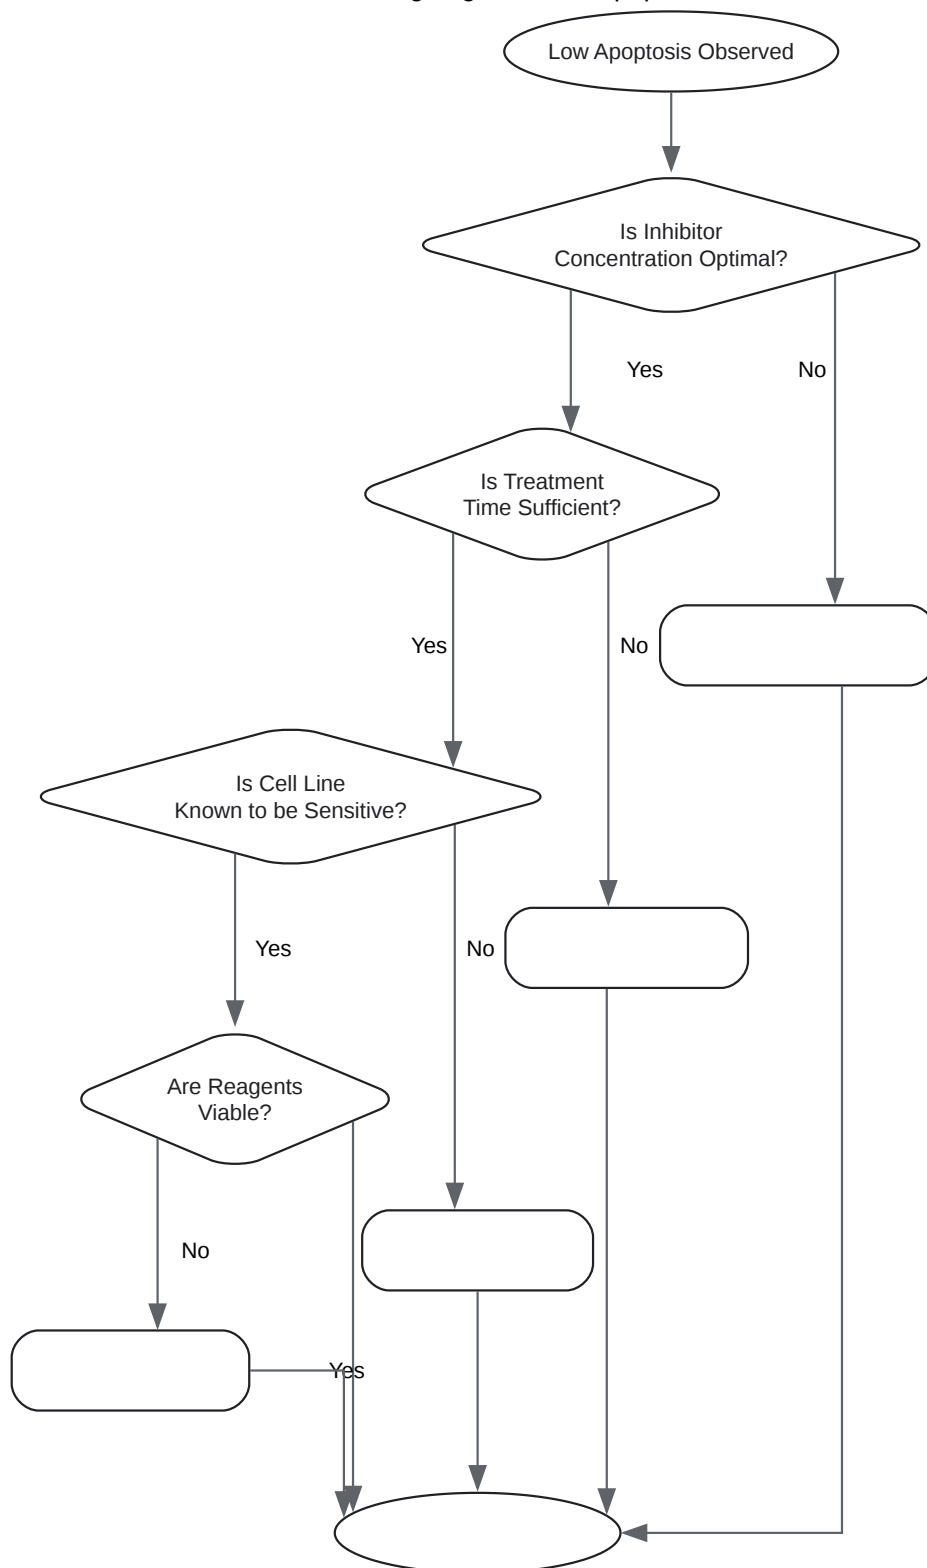 Low Apoptosis Observed
Is Inhibitor
Concentration Optimal?
Yes
No
Is Treatment
Time Sufficient?
Yes
No
Is Cell Line
Known to be Sensitive?
Yes
No
Are Reagents
Viable?
No
Yes